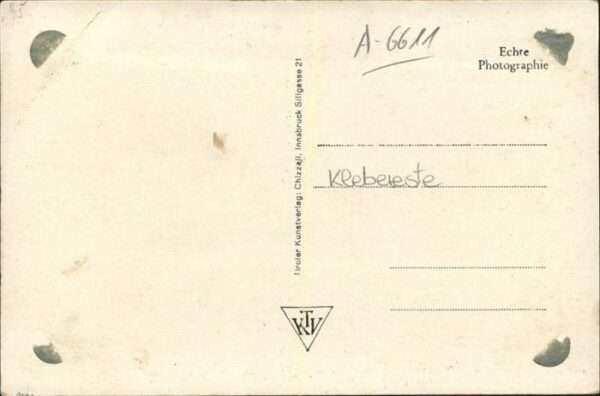 A-6611
Echte
Photographie
Tiroler Kunstverlag: Chizzali, Innsbruck Sillgasse 21
Klebereste
TKV